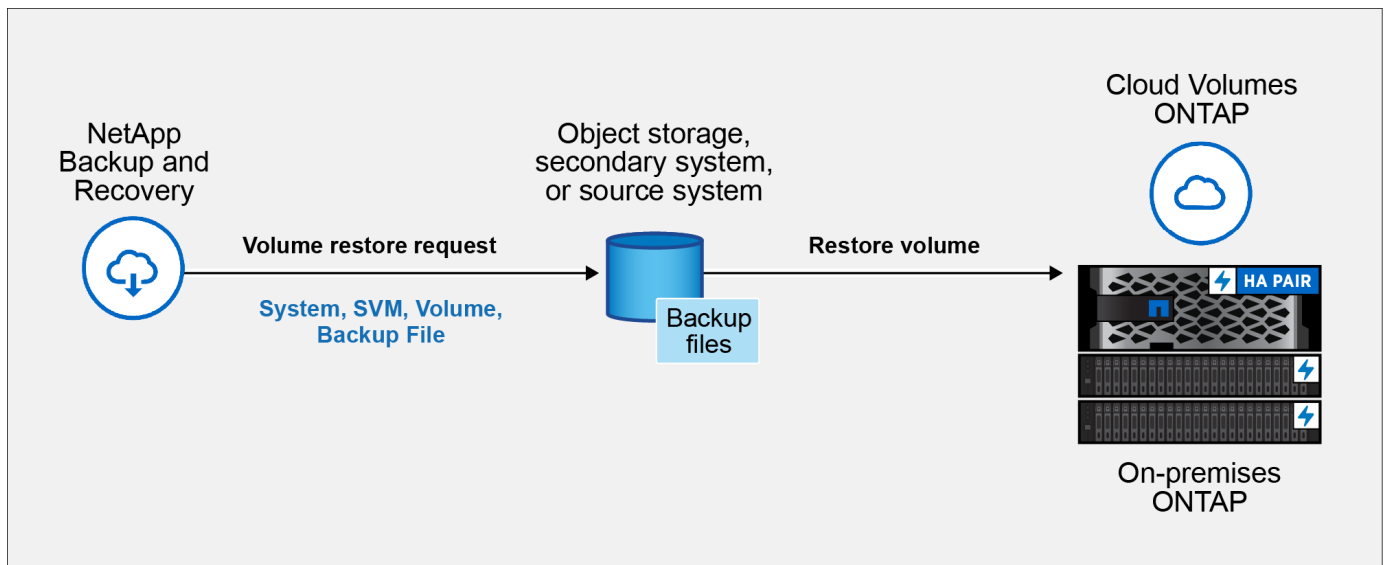 NetApp
Backup and
Recovery
Volume restore request
System, SVM, Volume,
Backup File
Object storage,
secondary system,
or source system
Backup
files
Restore volume
Cloud Volumes
ONTAP
HA PAIR
On-premises
ONTAP